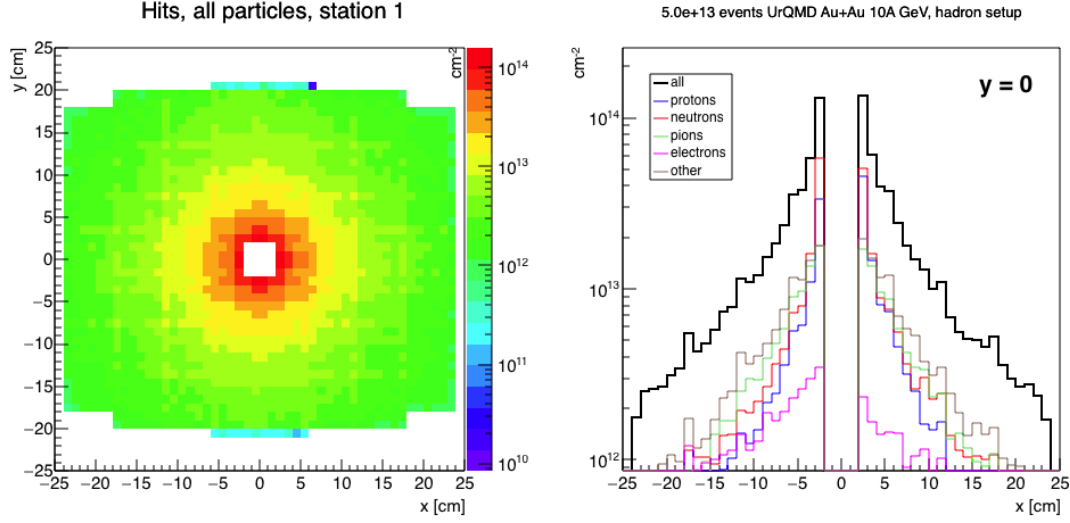 Hits, all particles, station 1
y [cm]
25
20
15
10
5
0
−5
−10
−15
−20
−25
−25 −20 −15 −10 −5 0 5 10 15 20 25
x [cm]
cm⁻²
10¹⁴
10¹³
10¹²
10¹¹
10¹⁰
5.0e+13 events UrQMD Au+Au 10A GeV, hadron setup
cm⁻²
10¹⁴
10¹³
10¹²
all
protons
neutrons
pions
electrons
other
y = 0
−25 −20 −15 −10 −5 0 5 10 15 20 25
x [cm]